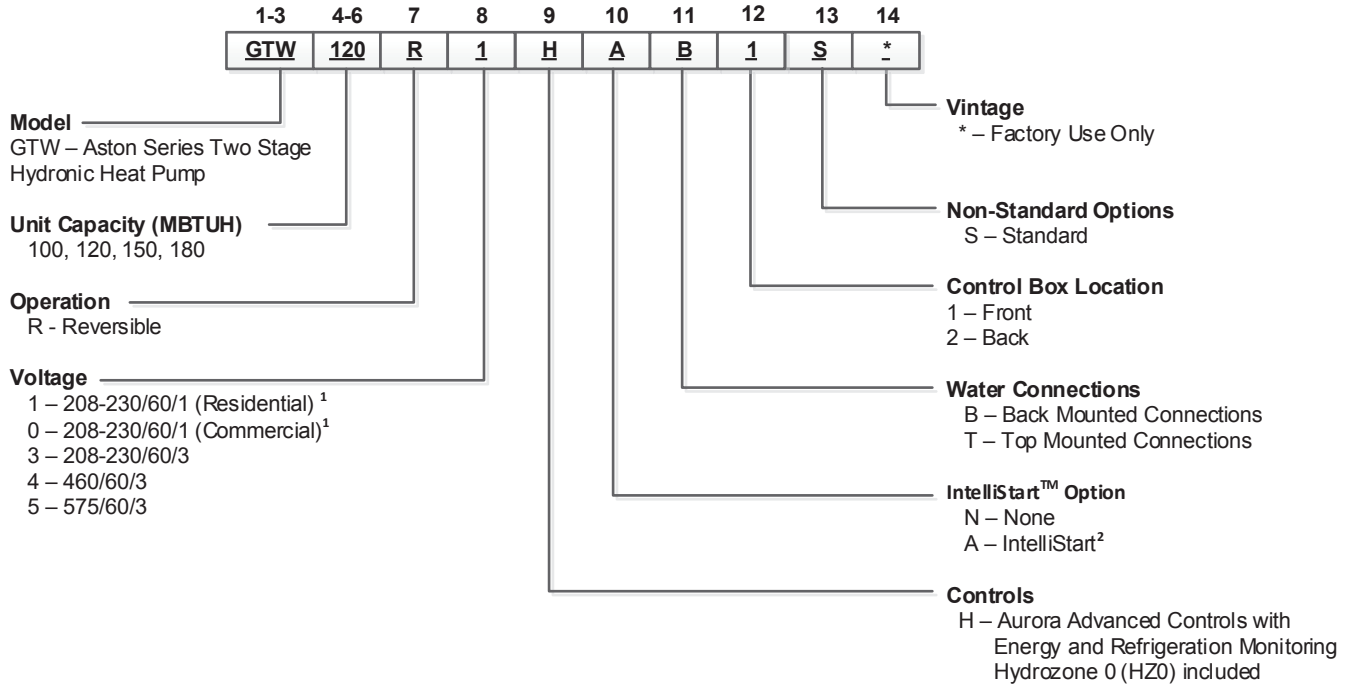 1-3 4-6 7 8 9 10 11 12 13 14
GTW 120 R 1 H A B 1 S *
Model
GTW – Aston Series Two Stage
Hydronic Heat Pump
Unit Capacity (MBTUH)
100, 120, 150, 180
Operation
R - Reversible
Voltage
1 – 208-230/60/1 (Residential) ¹
0 – 208-230/60/1 (Commercial)¹
3 – 208-230/60/3
4 – 460/60/3
5 – 575/60/3
Vintage
* – Factory Use Only
Non-Standard Options
S – Standard
Control Box Location
1 – Front
2 – Back
Water Connections
B – Back Mounted Connections
T – Top Mounted Connections
IntelliStart™ Option
N – None
A – IntelliStart²
Controls
H – Aurora Advanced Controls with
Energy and Refrigeration Monitoring
Hydrozone 0 (HZ0) included